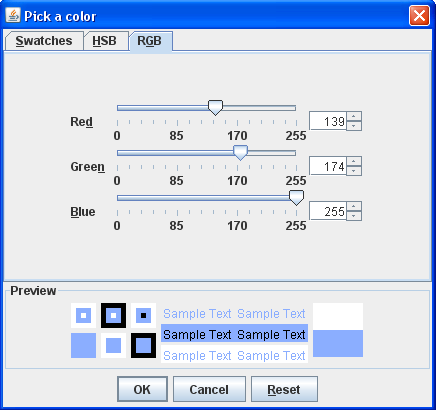 Pick a color
Swatches HSB RGB
Red 139
0 85 170 255
Green 174
0 85 170 255
Blue 255
0 85 170 255
Preview
Sample Text Sample Text
Sample Text Sample Text
Sample Text Sample Text
OK Cancel Reset